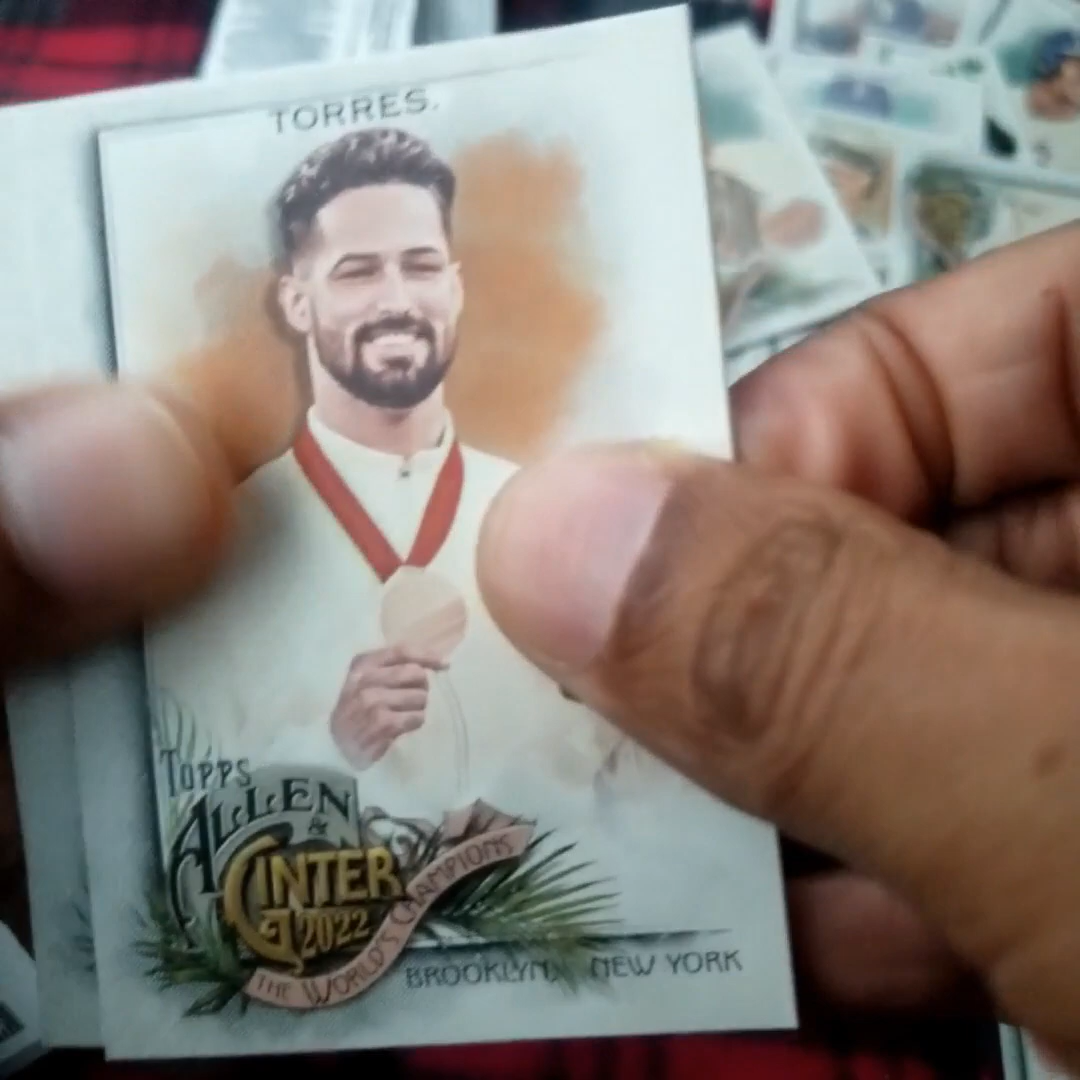 TORRES.
TOPPS
ALLEN
&
GINTER
2022
THE WORLD'S CHAMPIONS
BROOKLYN, NEW YORK